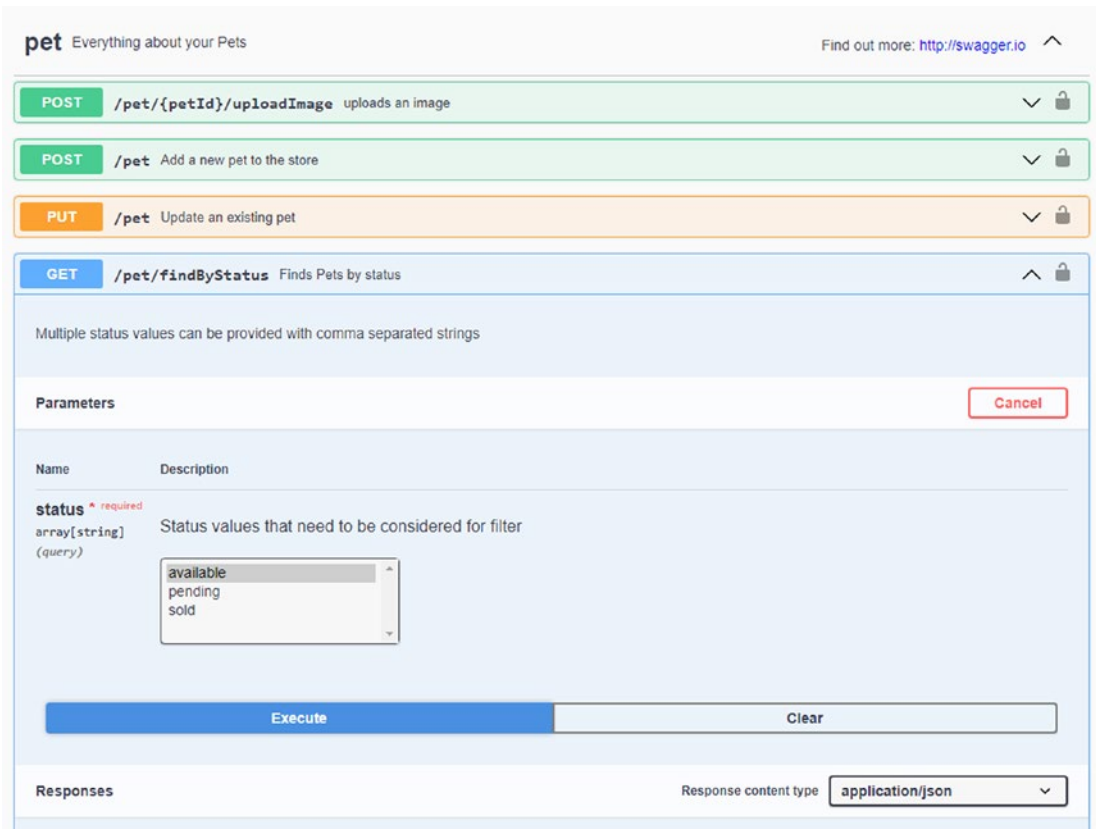 pet Everything about your Pets Find out more: http://swagger.io
POST /pet/{petId}/uploadImage uploads an image
POST /pet Add a new pet to the store
PUT /pet Update an existing pet
GET /pet/findByStatus Finds Pets by status
Multiple status values can be provided with comma separated strings
Parameters Cancel
Name Description
status * required
array[string]
(query)
Status values that need to be considered for filter
available
pending
sold
Execute Clear
Responses Response content type application/json